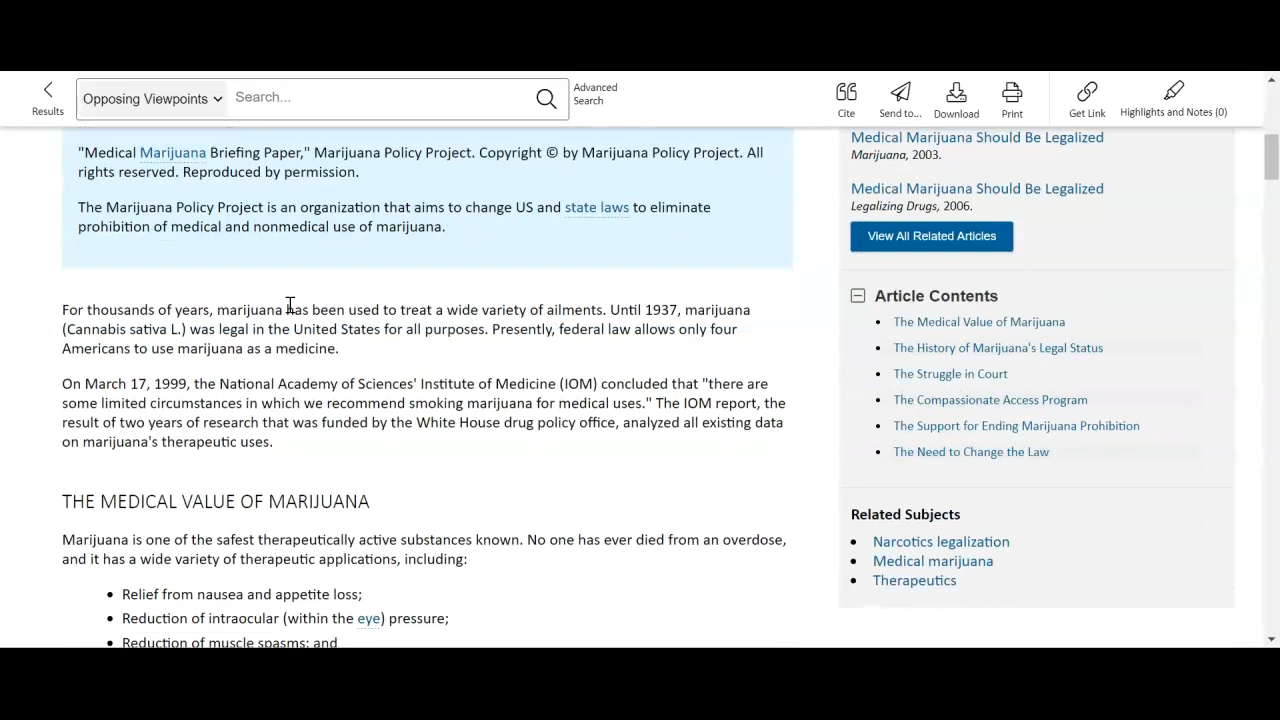 Results
Opposing Viewpoints
Search...
Advanced
Search
Cite
Send to...
Download
Print
Get Link
Highlights and Notes (0)
"Medical Marijuana Briefing Paper," Marijuana Policy Project. Copyright © by Marijuana Policy Project. All
rights reserved. Reproduced by permission.
The Marijuana Policy Project is an organization that aims to change US and state laws to eliminate
prohibition of medical and nonmedical use of marijuana.
For thousands of years, marijuana has been used to treat a wide variety of ailments. Until 1937, marijuana
(Cannabis sativa L.) was legal in the United States for all purposes. Presently, federal law allows only four
Americans to use marijuana as a medicine.
On March 17, 1999, the National Academy of Sciences' Institute of Medicine (IOM) concluded that "there are
some limited circumstances in which we recommend smoking marijuana for medical uses." The IOM report, the
result of two years of research that was funded by the White House drug policy office, analyzed all existing data
on marijuana's therapeutic uses.
THE MEDICAL VALUE OF MARIJUANA
Marijuana is one of the safest therapeutically active substances known. No one has ever died from an overdose,
and it has a wide variety of therapeutic applications, including:
• Relief from nausea and appetite loss;
• Reduction of intraocular (within the eye) pressure;
• Reduction of muscle spasms; and
Medical Marijuana Should Be Legalized
Marijuana, 2003.
Medical Marijuana Should Be Legalized
Legalizing Drugs, 2006.
View All Related Articles
Article Contents
• The Medical Value of Marijuana
• The History of Marijuana's Legal Status
• The Struggle in Court
• The Compassionate Access Program
• The Support for Ending Marijuana Prohibition
• The Need to Change the Law
Related Subjects
• Narcotics legalization
• Medical marijuana
• Therapeutics